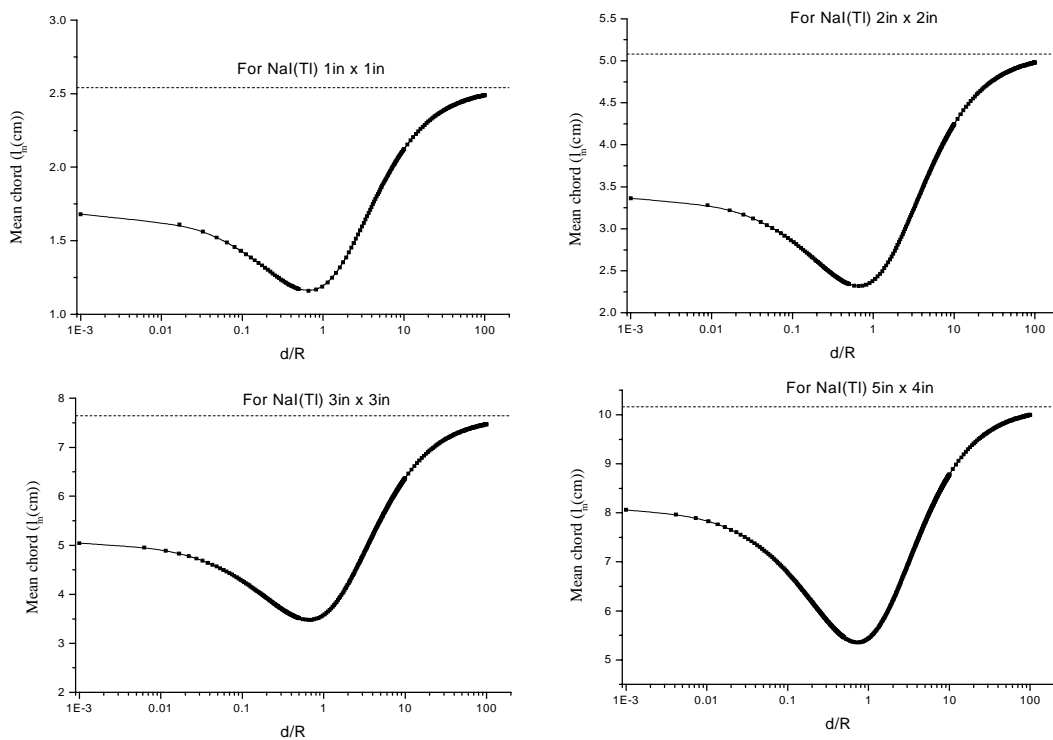 For NaI(Tl) 1in x 1in
Mean chord (l_m(cm))
3.0
2.5
2.0
1.5
1.0
1E-3 0.01 0.1 1 10 100
d/R
For NaI(Tl) 2in x 2in
Mean chord (l_m(cm))
5.5
5.0
4.5
4.0
3.5
3.0
2.5
2.0
1E-3 0.01 0.1 1 10 100
d/R
For NaI(Tl) 3in x 3in
Mean chord (l_m(cm))
8
7
6
5
4
3
2
1E-3 0.01 0.1 1 10 100
d/R
For NaI(Tl) 5in x 4in
Mean chord (l_m(cm))
10
9
8
7
6
5
1E-3 0.01 0.1 1 10 100
d/R